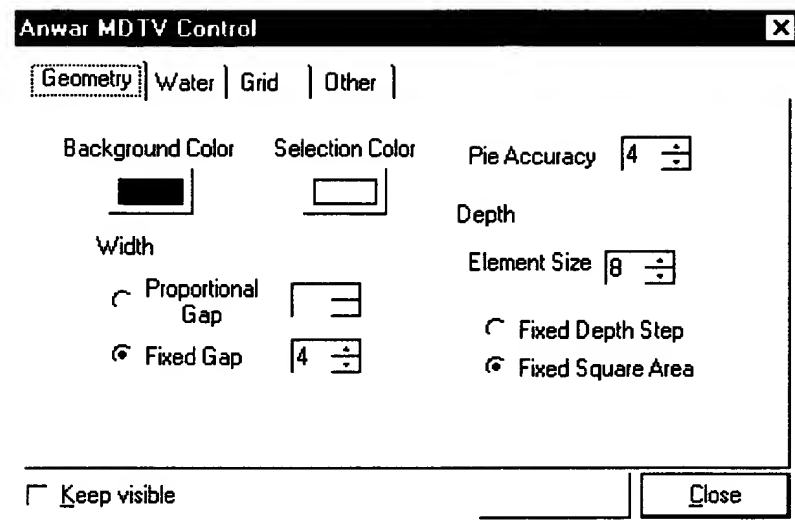 Anwar MDTV Control
Geometry Water Grid Other
Background Color Selection Color Pie Accuracy 4
Depth
Width
Element Size 8
Proportional
Gap
Fixed Depth Step
Fixed Gap 4
Fixed Square Area
Keep visible Close